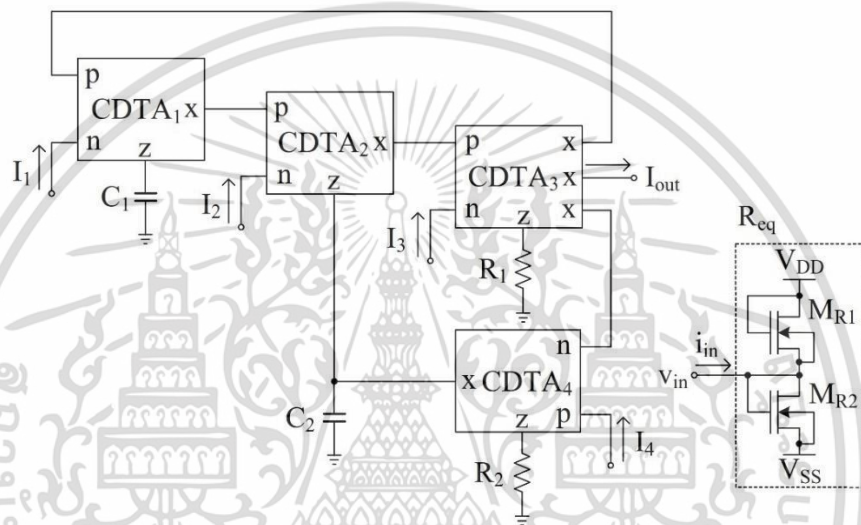 p
CDTA1 x
n
z
I1
C1
p
CDTA2 x
n
z
I2
C2
p
x
CDTA3 x
n
x
z
Iout
I3
R1
n
x CDTA4
p
z
I4
R2
Req
VDD
MR1
iin
vin
MR2
VSS